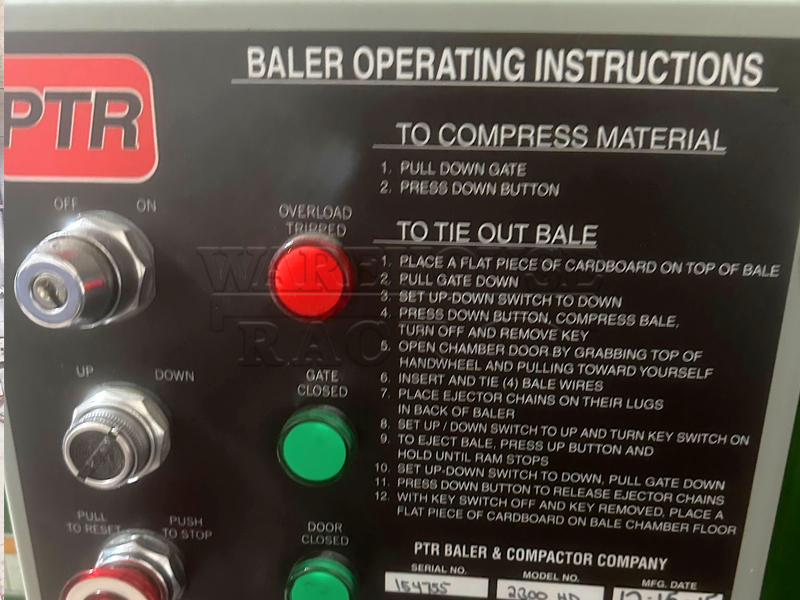 PTR
BALER OPERATING INSTRUCTIONS
TO COMPRESS MATERIAL
1. PULL DOWN GATE
2. PRESS DOWN BUTTON
OFF ON
OVERLOAD
TRIPPED
TO TIE OUT BALE
1. PLACE A FLAT PIECE OF CARDBOARD ON TOP OF BALE
2. PULL GATE DOWN
3. SET UP-DOWN SWITCH TO DOWN
4. PRESS DOWN BUTTON, COMPRESS BALE,
TURN OFF AND REMOVE KEY
5. OPEN CHAMBER DOOR BY GRABBING TOP OF
HANDWHEEL AND PULLING TOWARD YOURSELF
6. INSERT AND TIE (4) BALE WIRES
7. PLACE EJECTOR CHAINS ON THEIR LUGS
IN BACK OF BALER
8. SET UP / DOWN SWITCH TO UP AND TURN KEY SWITCH ON
9. TO EJECT BALE, PRESS UP BUTTON AND
HOLD UNTIL RAM STOPS
10. SET UP-DOWN SWITCH TO DOWN, PULL GATE DOWN
11. PRESS DOWN BUTTON TO RELEASE EJECTOR CHAINS
12. WITH KEY SWITCH OFF AND KEY REMOVED, PLACE A
FLAT PIECE OF CARDBOARD ON BALE CHAMBER FLOOR
UP DOWN
GATE
CLOSED
PULL
TO RESET
PUSH
TO STOP
DOOR
CLOSED
PTR BALER & COMPACTOR COMPANY
SERIAL NO. MODEL NO. MFG. DATE
154755 2300 HD